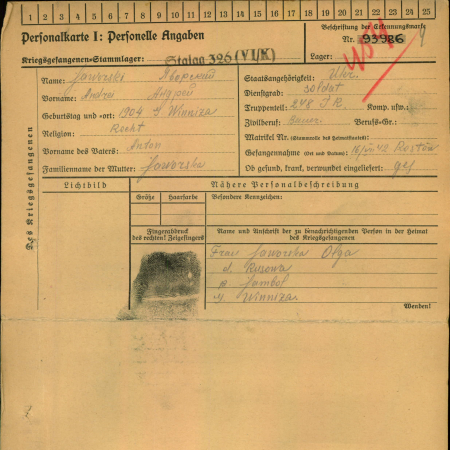 1 2 3 4 5 6 7 8 9 10 11 12 13 14 15 16 17 18 19 20 21 22 23 24 25
Personalkarte I: Personelle Angaben
Kriegsgefangenen-Stammlager: Stalag 326 (VI/K)
Beschriftung der Erkennungsmarke
Nr. 93986
Lager:
Des Kriegsgefangenen
Name: Jaworski Яворский
Vorname: Andrei Андрей
Geburtstag und -ort: 1904 Winniza
Religion: Recht
Vorname des Vaters: Anton
Familienname der Mutter: Jaworska
Staatsangehörigkeit: Ukr.
Dienstgrad: Soldat
Truppenteil: 248 I.R. Komp. usw.:
Zivilberuf: Bauer Berufs-Gr.:
Matrikel Nr. (Stammrolle des Heimatstaates):
Gefangennahme (Ort und Datum): 42 Rostow
Ob gesund, krank, verwundet eingeliefert: ges.
Lichtbild
Nähere Personalbeschreibung
Größe Haarfarbe Besondere Kennzeichen:
Fingerabdruck
des rechten! Zeigefingers
Name und Anschrift der zu benachrichtigenden Person in der Heimat
des Kriegsgefangenen
Frau Jaworska Olga
d.
Jambol
Winniza
Wenden!